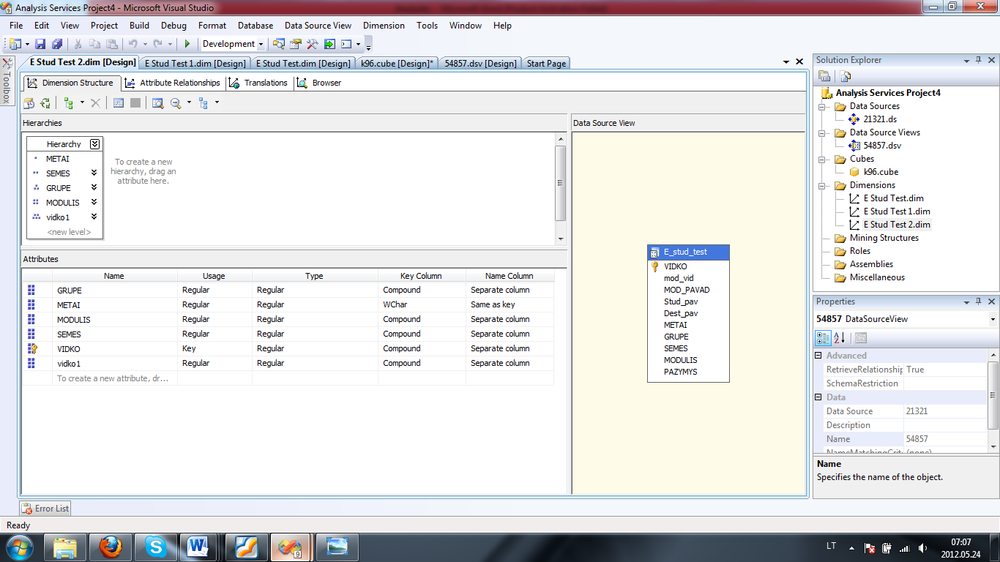 Analysis Services Project4 - Microsoft Visual Studio
File Edit View Project Build Debug Format Database Data Source View Dimension Tools Window Help
Development
E Stud Test 2.dim [Design] E Stud Test 1.dim [Design] E Stud Test.dim [Design] k96.cube [Design]* 54857.dsv [Design] Start Page
Toolbox
Dimension Structure Attribute Relationships Translations Browser
Hierarchies
Hierarchy
METAI
SEMES
GRUPE
MODULIS
vidko1
<new level>
To create a new
hierarchy, drag an
attribute here.
Attributes
Name Usage Type Key Column Name Column
GRUPE Regular Regular Compound Separate column
METAI Regular Regular WChar Same as key
MODULIS Regular Regular Compound Separate column
SEMES Regular Regular Compound Separate column
VIDKO Key Regular Compound Separate column
vidko1 Regular Regular Compound Separate column
To create a new attribute, dr...
Data Source View
E_stud_test
VIDKO
mod_vid
MOD_PAVAD
Stud_pav
Dest_pav
METAI
GRUPE
SEMES
MODULIS
PAZYMYS
Solution Explorer
Analysis Services Project4
Data Sources
21321.ds
Data Source Views
54857.dsv
Cubes
k96.cube
Dimensions
E Stud Test.dim
E Stud Test 1.dim
E Stud Test 2.dim
Mining Structures
Roles
Assemblies
Miscellaneous
Properties
54857 DataSourceView
Advanced
RetrieveRelationship True
SchemaRestriction
Data
Data Source 21321
Description
Name 54857
NameMatchingCrite (none)
Name
Specifies the name of the object.
Error List
Ready
LT
07:07
2012.05.24